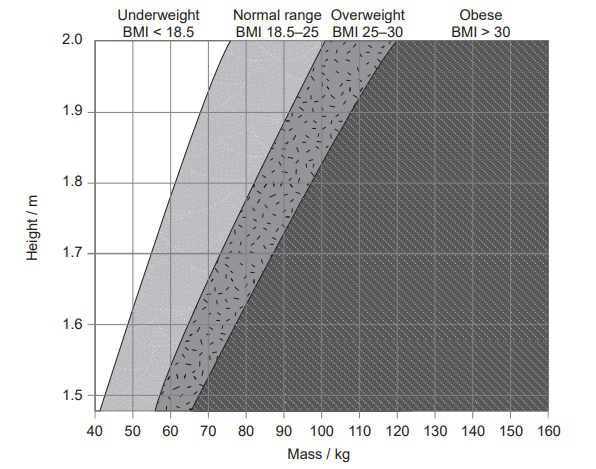 Underweight
BMI < 18.5
Normal range
BMI 18.5–25
Overweight
BMI 25–30
Obese
BMI > 30
2.0
1.9
1.8
1.7
1.6
1.5
Height / m
40 50 60 70 80 90 100 110 120 130 140 150 160
Mass / kg